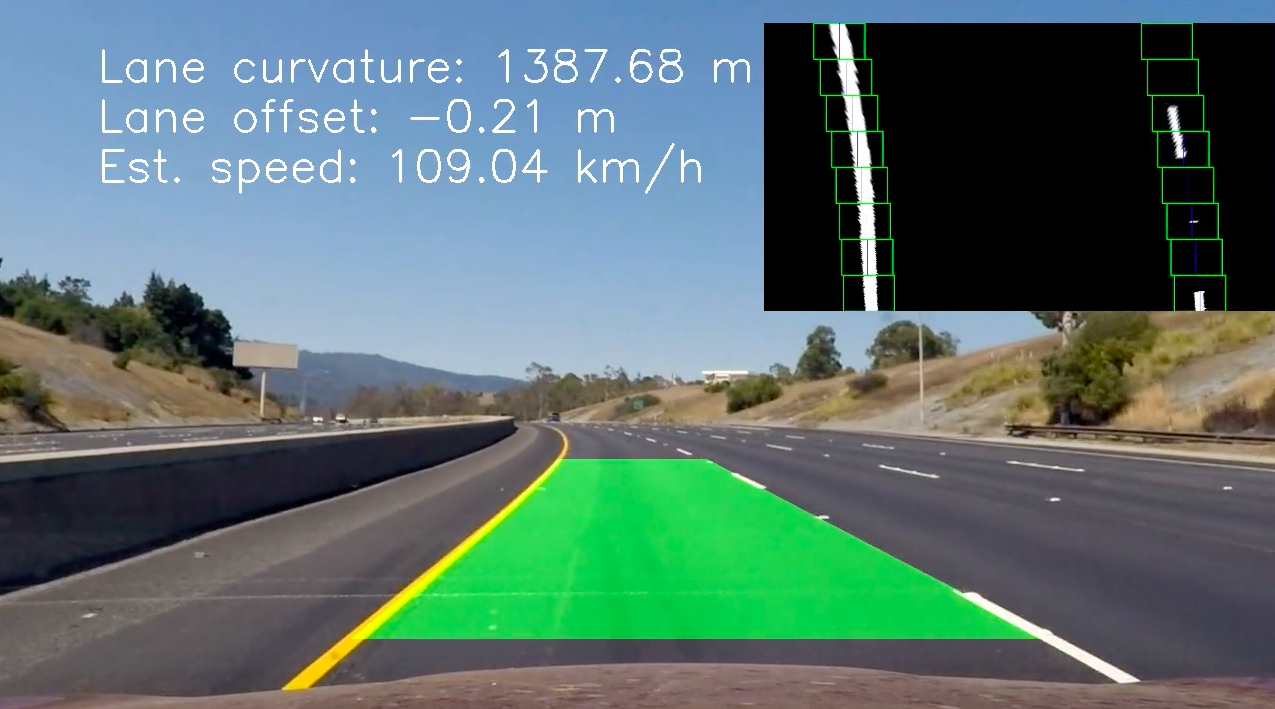 Lane curvature: 1387.68 m
Lane offset: −0.21 m
Est. speed: 109.04 km/h